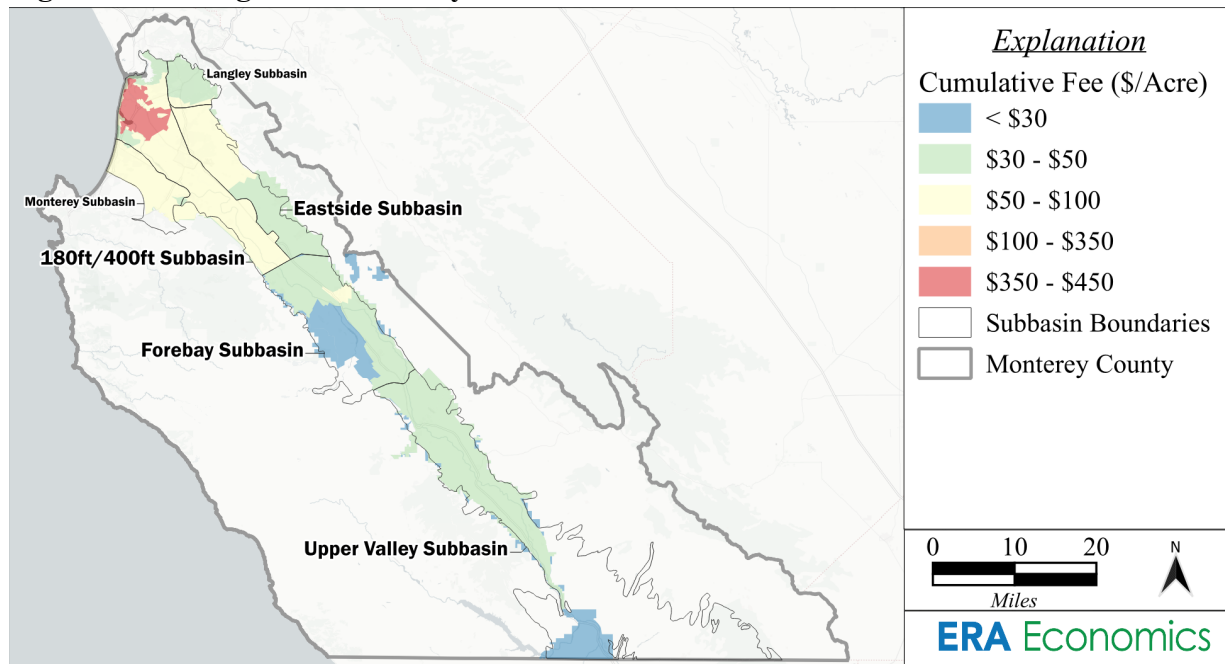 Langley Subbasin
Monterey Subbasin
Eastside Subbasin
180ft/400ft Subbasin
Forebay Subbasin
Upper Valley Subbasin
Explanation
Cumulative Fee ($/Acre)
< $30
$30 - $50
$50 - $100
$100 - $350
$350 - $450
Subbasin Boundaries
Monterey County
0 10 20
Miles
N
ERA Economics